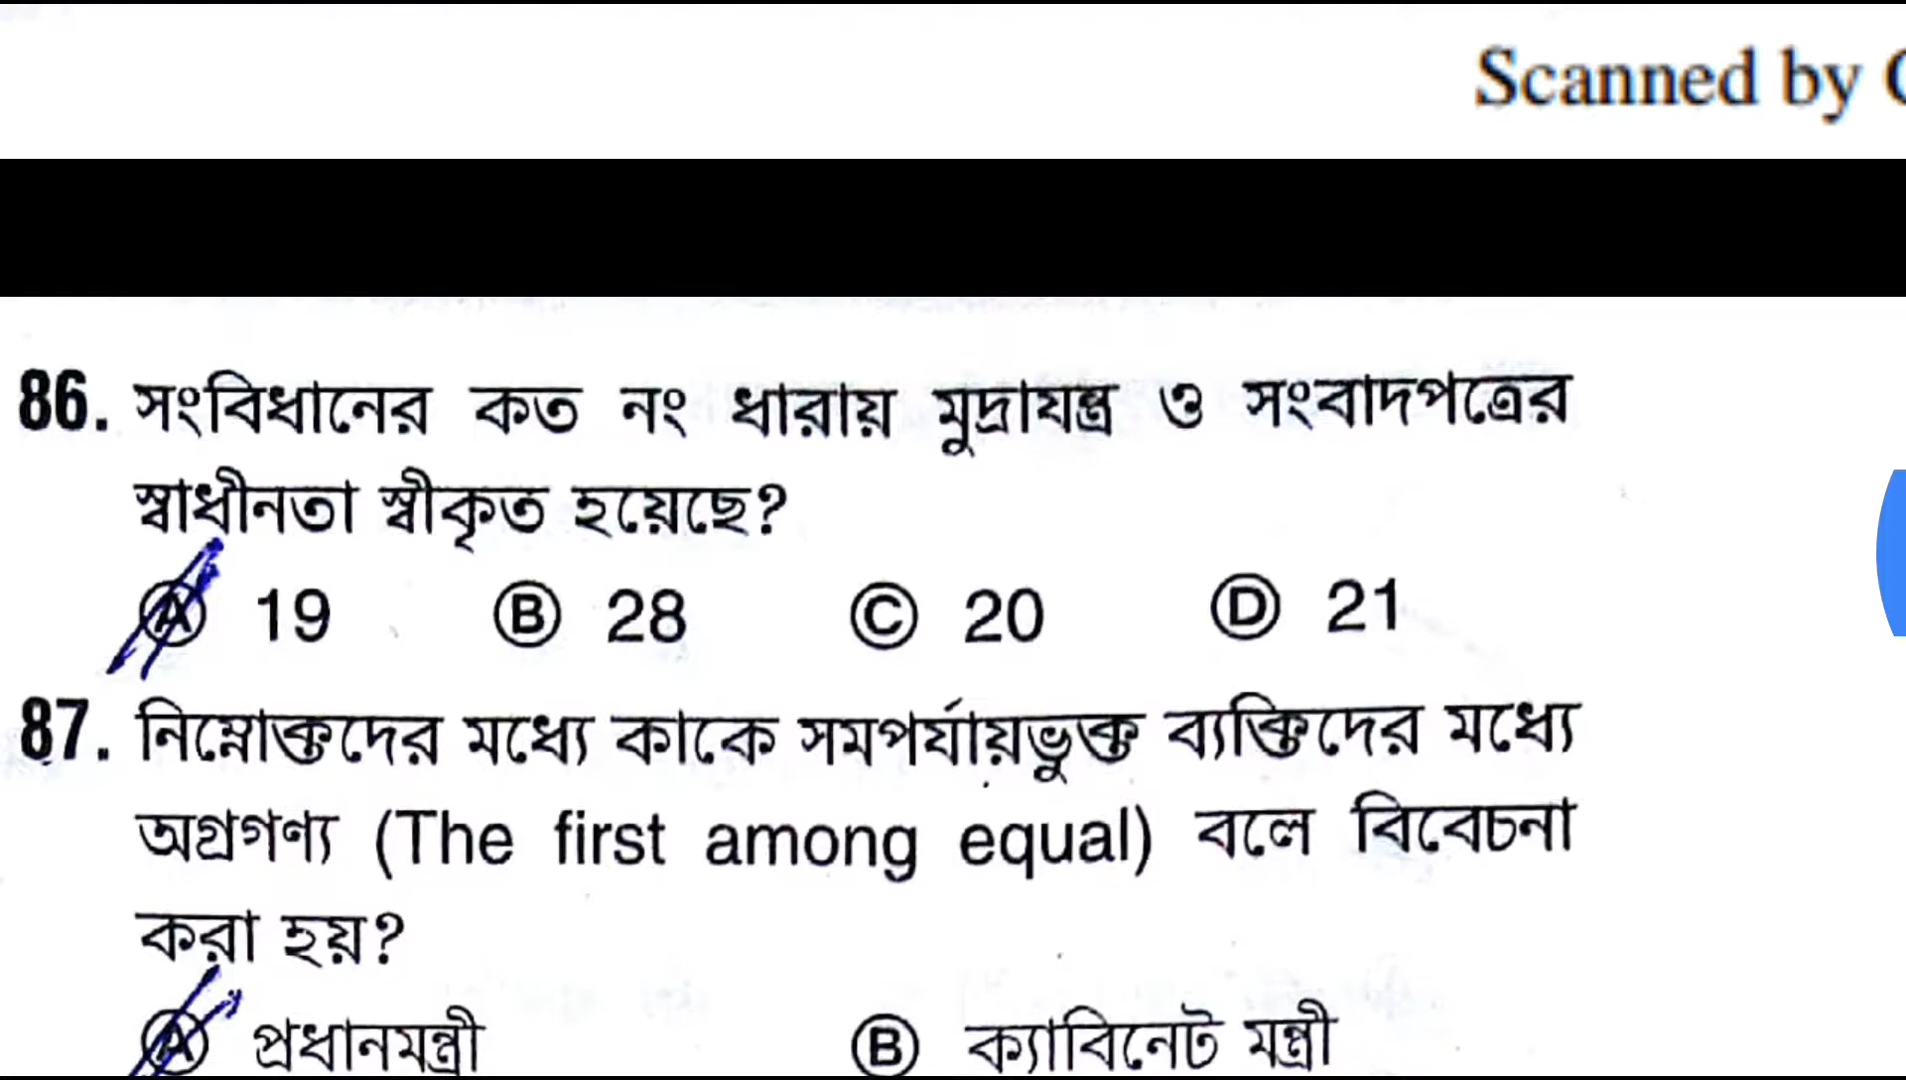 Scanned by
86. সংবিধানের কত নং ধারায় মুদ্রাযন্ত্র ও সংবাদপত্রের
স্বাধীনতা স্বীকৃত হয়েছে?
Ⓐ 19 Ⓑ 28 Ⓒ 20 Ⓓ 21
87. নিম্নোক্তদের মধ্যে কাকে সমপর্যায়ভুক্ত ব্যক্তিদের মধ্যে
অগ্রগণ্য (The first among equal) বলে বিবেচনা
করা হয়?
Ⓐ প্রধানমন্ত্রী Ⓑ ক্যাবিনেট মন্ত্রী